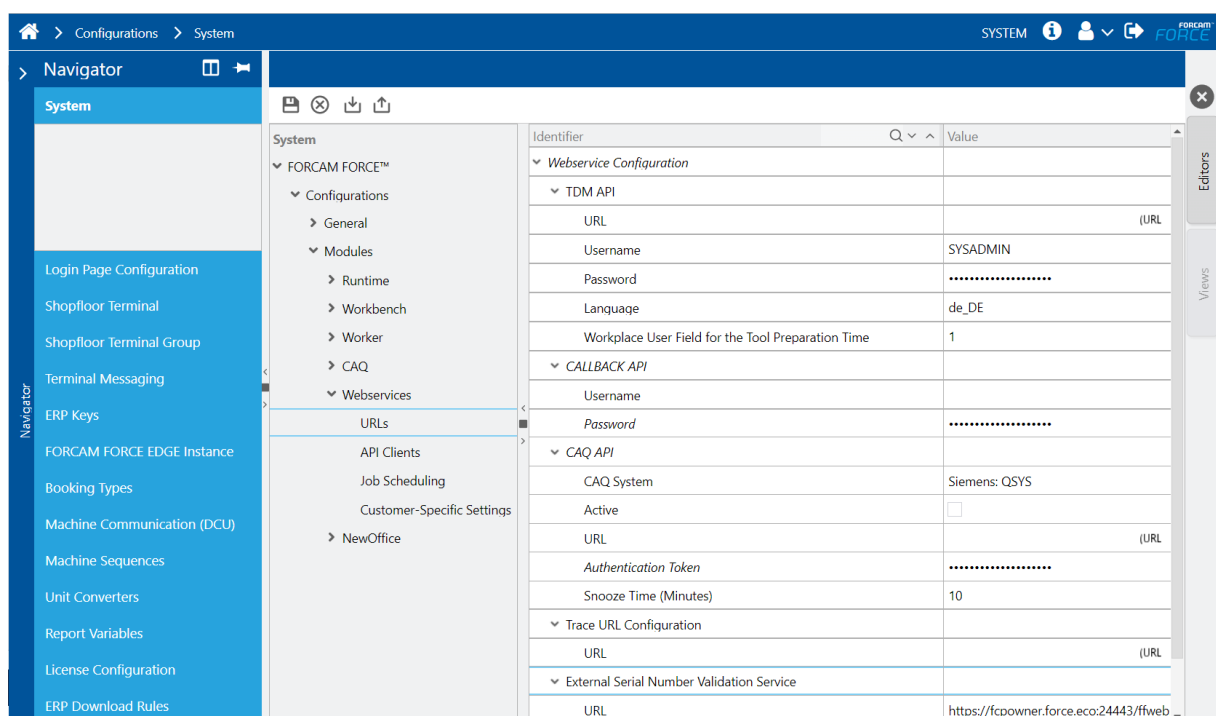 Configurations System
SYSTEM
FORCAM
FORCE
Navigator
System
Login Page Configuration
Shopfloor Terminal
Shopfloor Terminal Group
Terminal Messaging
ERP Keys
FORCAM FORCE EDGE Instance
Booking Types
Machine Communication (DCU)
Machine Sequences
Unit Converters
Report Variables
License Configuration
ERP Download Rules
Navigator
System
FORCAM FORCE™
Configurations
General
Modules
Runtime
Workbench
Worker
CAQ
Webservices
URLs
API Clients
Job Scheduling
Customer-Specific Settings
NewOffice
Identifier Value
Webservice Configuration
TDM API
URL (URL
Username SYSADMIN
Password ••••••••••••••••••••
Language de_DE
Workplace User Field for the Tool Preparation Time 1
CALLBACK API
Username
Password ••••••••••••••••••••
CAQ API
CAQ System Siemens: QSYS
Active
URL (URL
Authentication Token ••••••••••••••••••••
Snooze Time (Minutes) 10
Trace URL Configuration
URL (URL
External Serial Number Validation Service
URL https://fcpowner.force.eco:24443/ffweb
Editors
Views